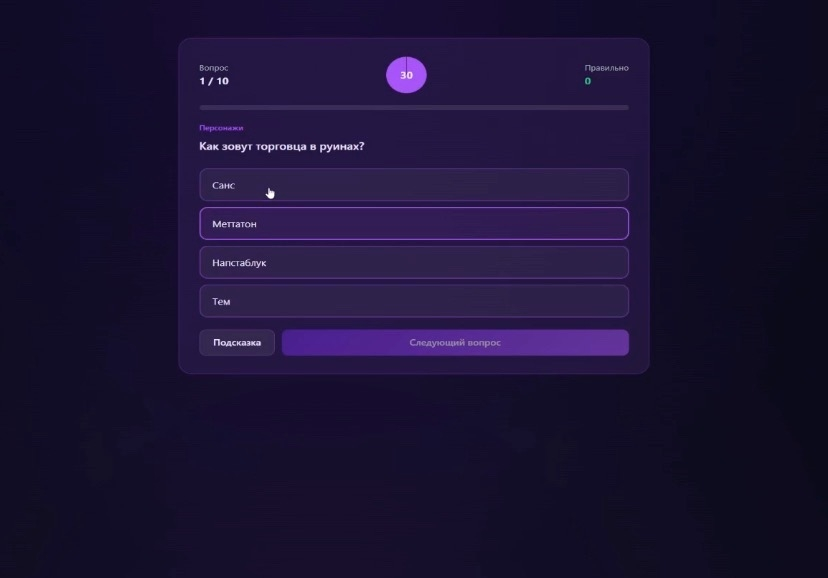 Вопрос
1 / 10
30
Правильно
0
Персонажи
Как зовут торговца в руинах?
Санс
Меттатон
Напстаблук
Тем
Подсказка
Следующий вопрос